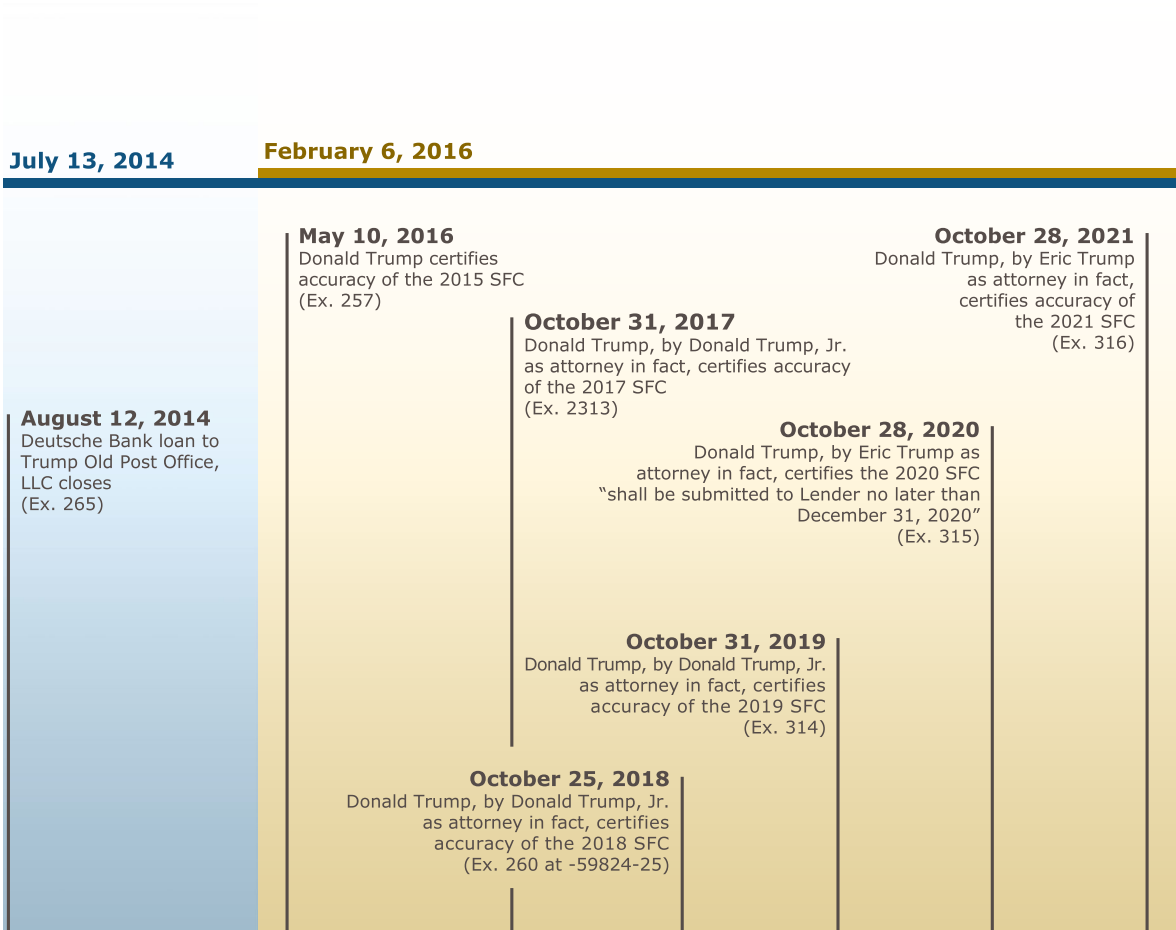 July 13, 2014
February 6, 2016
May 10, 2016
Donald Trump certifies
accuracy of the 2015 SFC
(Ex. 257)
October 28, 2021
Donald Trump, by Eric Trump
as attorney in fact,
certifies accuracy of
the 2021 SFC
(Ex. 316)
October 31, 2017
Donald Trump, by Donald Trump, Jr.
as attorney in fact, certifies accuracy
of the 2017 SFC
(Ex. 2313)
August 12, 2014
Deutsche Bank loan to
Trump Old Post Office,
LLC closes
(Ex. 265)
October 28, 2020
Donald Trump, by Eric Trump as
attorney in fact, certifies the 2020 SFC
“shall be submitted to Lender no later than
December 31, 2020”
(Ex. 315)
October 31, 2019
Donald Trump, by Donald Trump, Jr.
as attorney in fact, certifies
accuracy of the 2019 SFC
(Ex. 314)
October 25, 2018
Donald Trump, by Donald Trump, Jr.
as attorney in fact, certifies
accuracy of the 2018 SFC
(Ex. 260 at -59824-25)